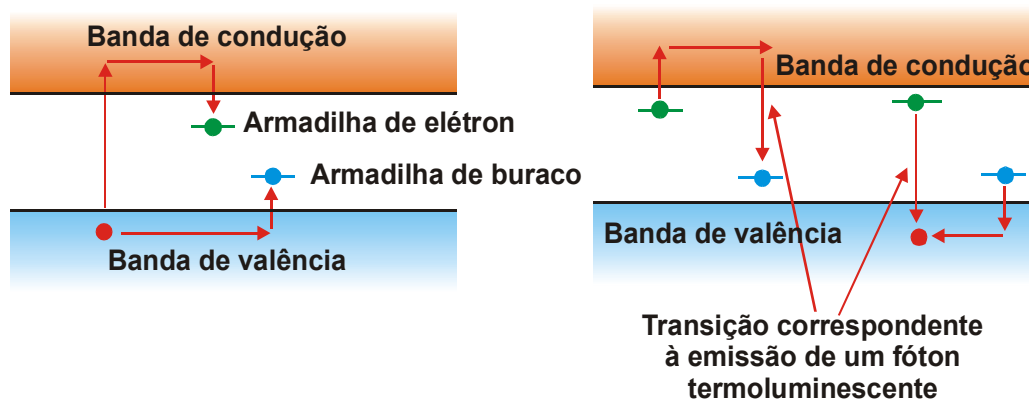 Banda de condução
Armadilha de elétron
Armadilha de buraco
Banda de valência
Banda de condução
Banda de valência
Transição correspondente
à emissão de um fóton
termoluminescente